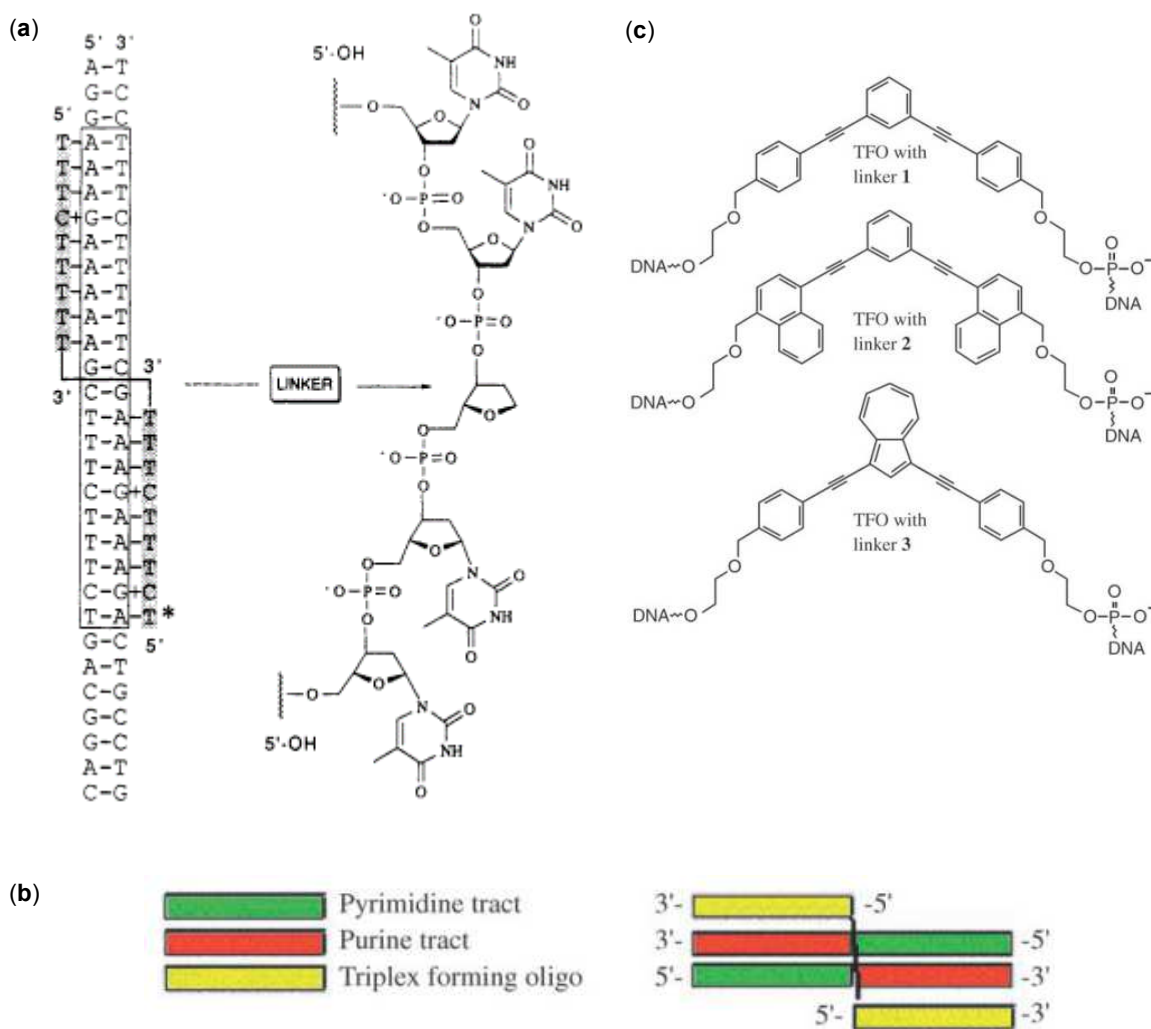 (a)
5' 3'
A-T
G-C
5'
G-C
T-A-T
T-A-T
T-A-T
C+G-C
T-A-T
T-A-T
T-A-T
T-A-T
T-A-T
G-C 3'
3' C-G
T-A-T
T-A-T
T-A-T
C-G+C
T-A-T
T-A-T
T-A-T
C-G+C
T-A-T*
G-C 5'
A-T
C-G
G-C
G-C
A-T
C-G
LINKER
5'-OH
O
NH
N
O
O
O
O
-O-P=O
O
O
NH
N
O
O
O
-O-P=O
O
O
O
-O-P=O
O
O
N
O
NH
O
O
-O-P=O
O
O
N
O
NH
O
O
5'-OH
(c)
TFO with
linker 1
O
O
DNA
O
O
O
P
O-
DNA
TFO with
linker 2
O
O
DNA
O
O
O
P
O-
DNA
TFO with
linker 3
O
O
DNA
O
O
O
P
O-
DNA
(b)
Pyrimidine tract
Purine tract
Triplex forming oligo
3'- -5'
3'- -5'
5'- -3'
5'- -3'